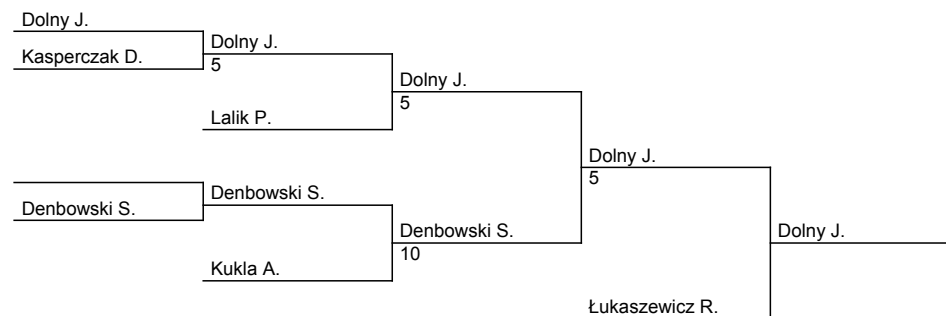 Dolny J.
Kasperczak D.
Dolny J.
5
Dolny J.
5
Lalik P.
Dolny J.
5
Denbowski S.
Denbowski S.
Denbowski S.
10
Dolny J.
Kukla A.
Łukaszewicz R.